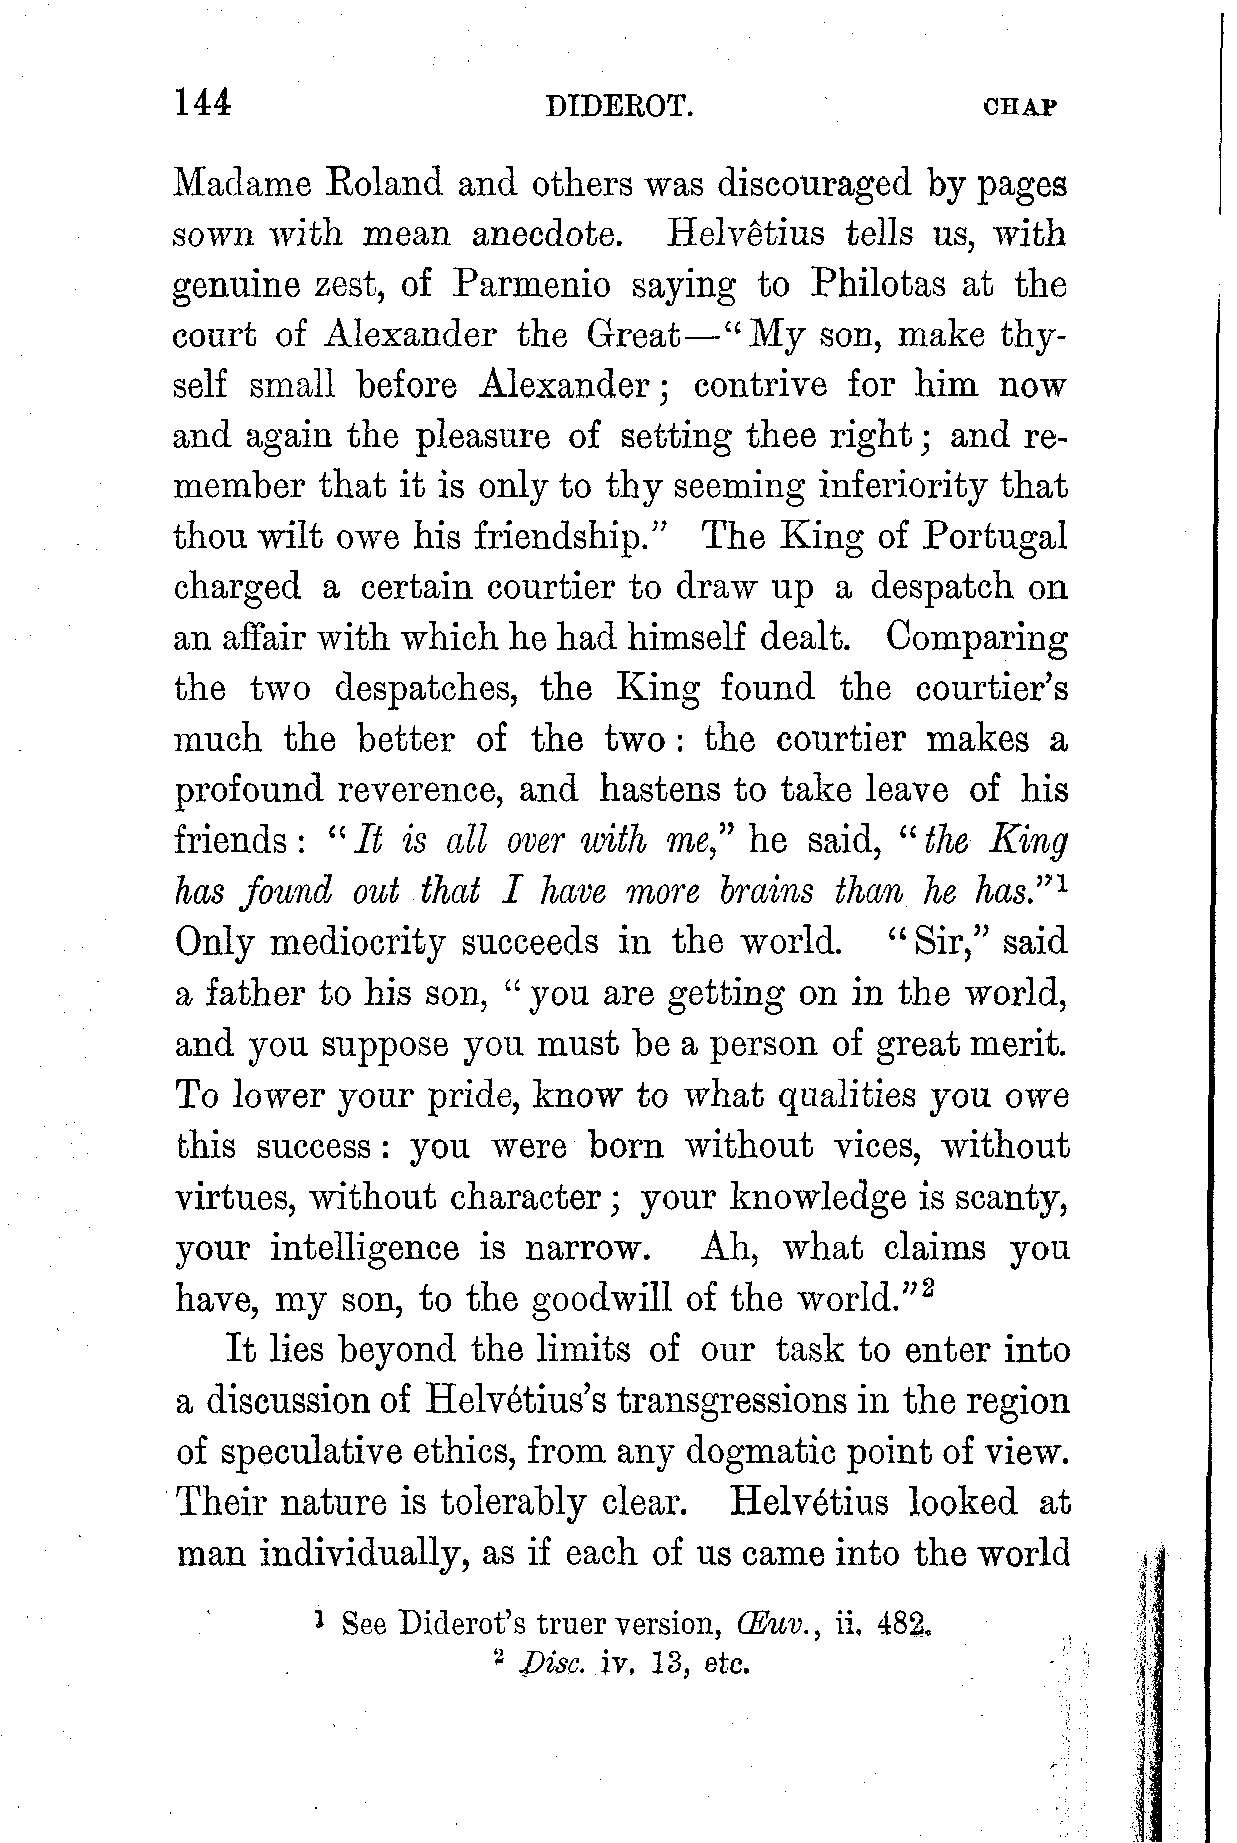 144 DIDEROT. CHAP
Madame Roland and others was discouraged by pages
sown with mean anecdote. Helvêtius tells us, with
genuine zest, of Parmenio saying to Philotas at the
court of Alexander the Great—“My son, make thy-
self small before Alexander; contrive for him now
and again the pleasure of setting thee right; and re-
member that it is only to thy seeming inferiority that
thou wilt owe his friendship.” The King of Portugal
charged a certain courtier to draw up a despatch on
an affair with which he had himself dealt. Comparing
the two despatches, the King found the courtier’s
much the better of the two: the courtier makes a
profound reverence, and hastens to take leave of his
friends: “It is all over with me,” he said, “the King
has found out that I have more brains than he has.”¹
Only mediocrity succeeds in the world. “Sir,” said
a father to his son, “you are getting on in the world,
and you suppose you must be a person of great merit.
To lower your pride, know to what qualities you owe
this success: you were born without vices, without
virtues, without character; your knowledge is scanty,
your intelligence is narrow. Ah, what claims you
have, my son, to the goodwill of the world.”²
It lies beyond the limits of our task to enter into
a discussion of Helvétius’s transgressions in the region
of speculative ethics, from any dogmatic point of view.
Their nature is tolerably clear. Helvétius looked at
man individually, as if each of us came into the world
¹ See Diderot’s truer version, Œuv., ii. 482.
² Disc. iv. 13, etc.